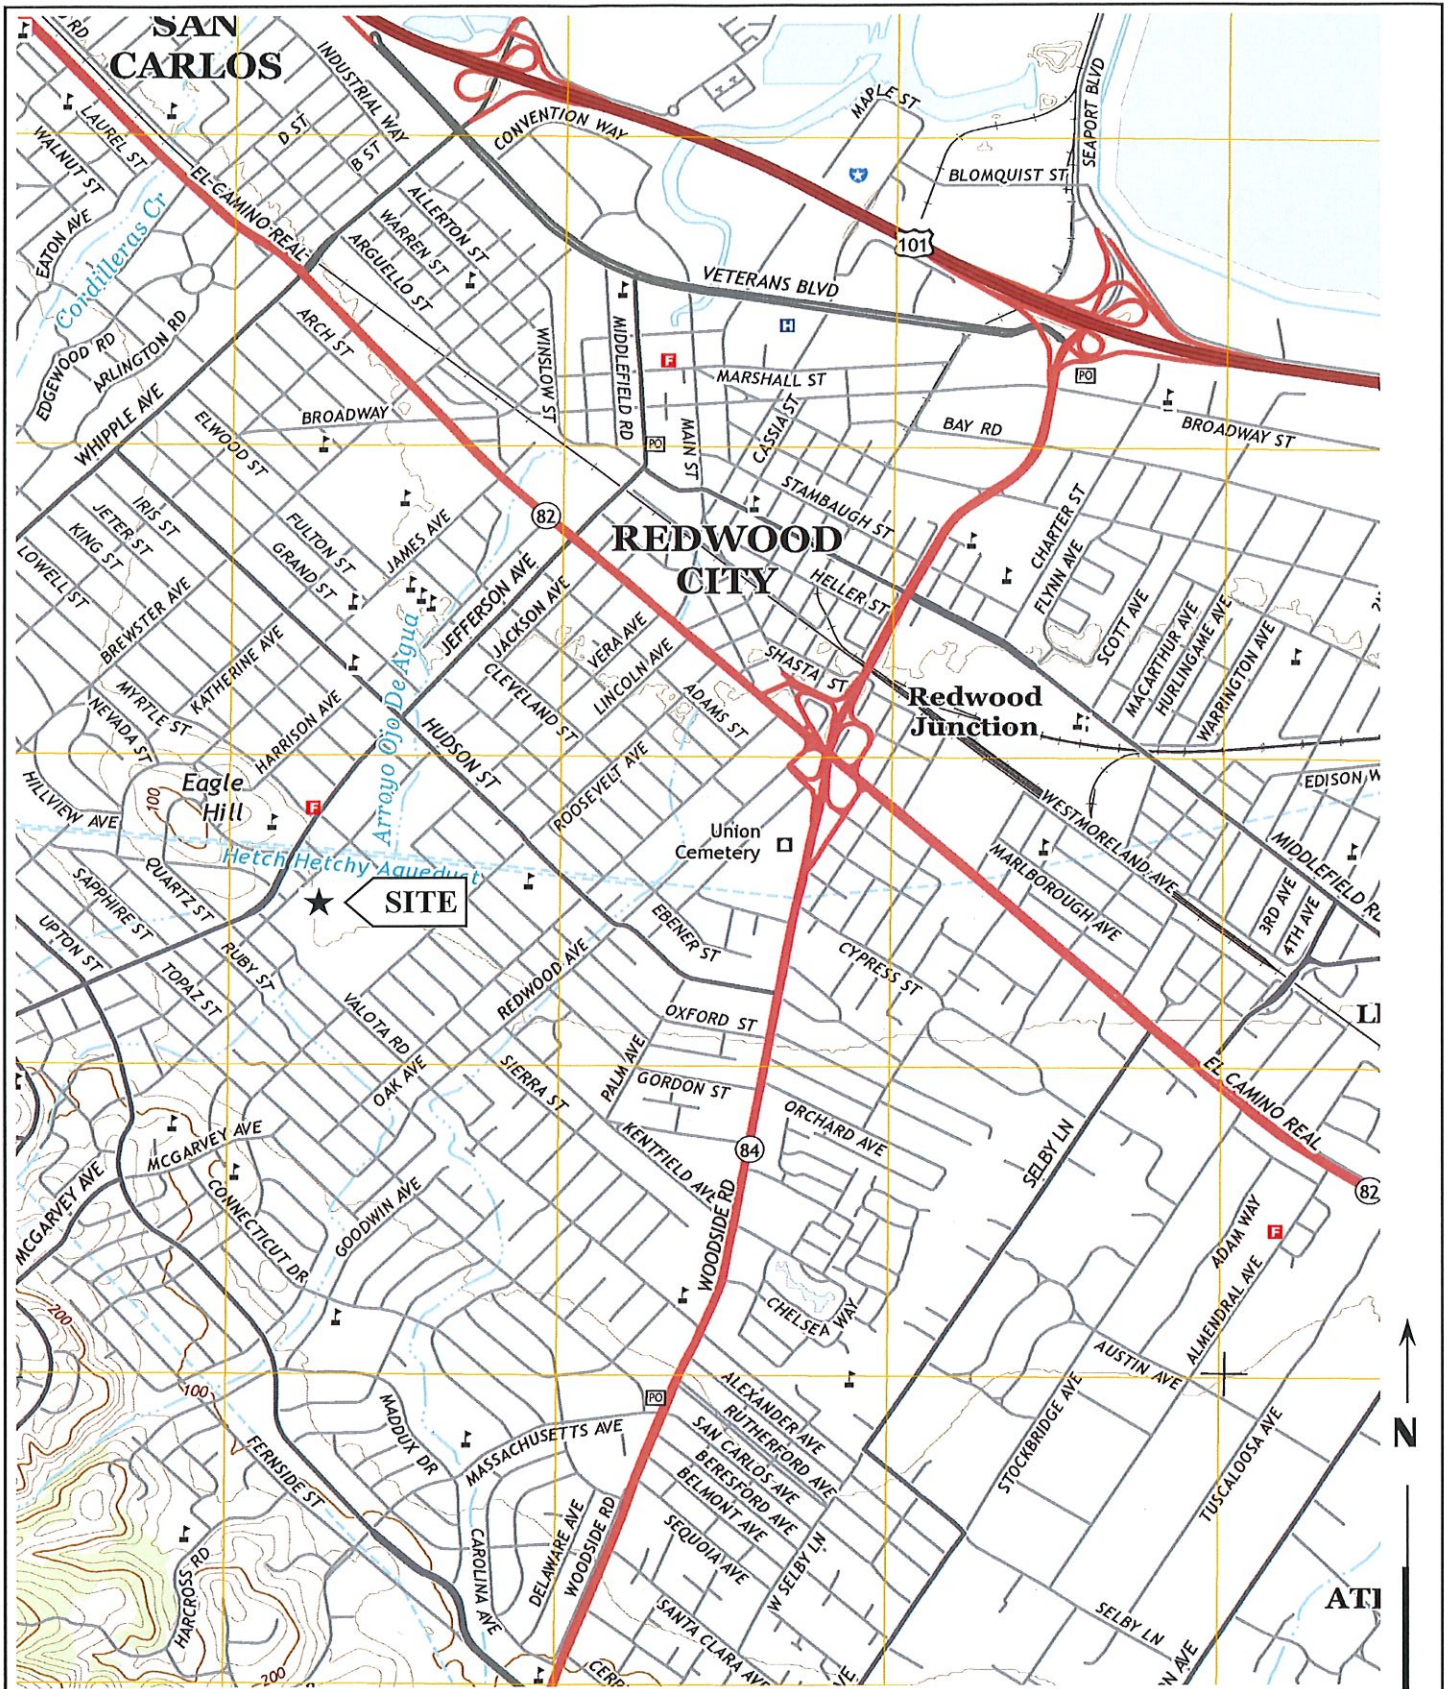 SAN
CARLOS
RD
INDUSTRIAL WAY
CONVENTION WAY
MAPLE ST
SEAPORT BLVD
BLOMQUIST ST
LAUREL ST
WALNUT ST
D ST
B ST
EL CAMINO REAL
EATON AVE
Cordilleras Cr
ALLERTON ST
WARREN ST
ARGUELLO ST
101
VETERANS BLVD
H
EDGEWOOD RD
ARLINGTON RD
ARCH ST
WINSLOW ST
MIDDLEFIELD RD
F
MARSHALL ST
PO
WHIPPLE AVE
BROADWAY
ELWOOD ST
MAIN ST
CASSIA ST
BAY RD
BROADWAY ST
PO
82
STAMBAUGH ST
REDWOOD
CITY
IRIS ST
JETER ST
KING ST
LOWELL ST
FULTON ST
GRAND ST
JAMES AVE
JEFFERSON AVE
JACKSON AVE
HELLER ST
CHARTER ST
FLYNN AVE
BREWSTER AVE
KATHERINE AVE
Arroyo Ojo De Agua
CLEVELAND ST
VERA AVE
LINCOLN AVE
ADAMS ST
SHASTA ST
SCOTT AVE
MACARTHUR AVE
HURLINGAME AVE
WARRINGTON AVE
MYRTLE ST
NEVADA ST
HARRISON AVE
HUDSON ST
ROOSEVELT AVE
Redwood
Junction
HILLVIEW AVE
100
Eagle
Hill
F
EDISON W
Union
Cemetery
WESTMORELAND AVE
MIDDLEFIELD RD
MARLBOROUGH AVE
Hetch Hetchy Aqueduct
SITE
QUARTZ ST
SAPPHIRE ST
3RD AVE
4TH AVE
UPTON ST
RUBY ST
TOPAZ ST
REDWOOD AVE
EBENER ST
CYPRESS ST
VALOTA RD
OXFORD ST
LI
OAK AVE
SIERRA ST
PALM AVE
GORDON ST
EL CAMINO REAL
ORCHARD AVE
SELBY LN
MCGARVEY AVE
KENTFIELD AVE
84
82
MCGARVEY AVE
CONNECTICUT DR
GOODWIN AVE
WOODSIDE RD
ADAM WAY
F
ALMENDRAL AVE
200
CHELSEA WAY
AUSTIN AVE
100
PO
ALEXANDER AVE
RUTHERFORD AVE
SAN CARLOS AVE
BERESFORD AVE
BELMONT AVE
MADDUX DR
MASSACHUSETTS AVE
STOCKBRIDGE AVE
TUSCALOOSA AVE
N
FERNSIDE ST
SEQUOIA AVE
HARCROSS RD
CAROLINA AVE
DELAWARE AVE
WOODSIDE RD
W SELBY LN
SELBY LN
ATI
SANTA CLARA AVE
200
CERR
VE
N AVE